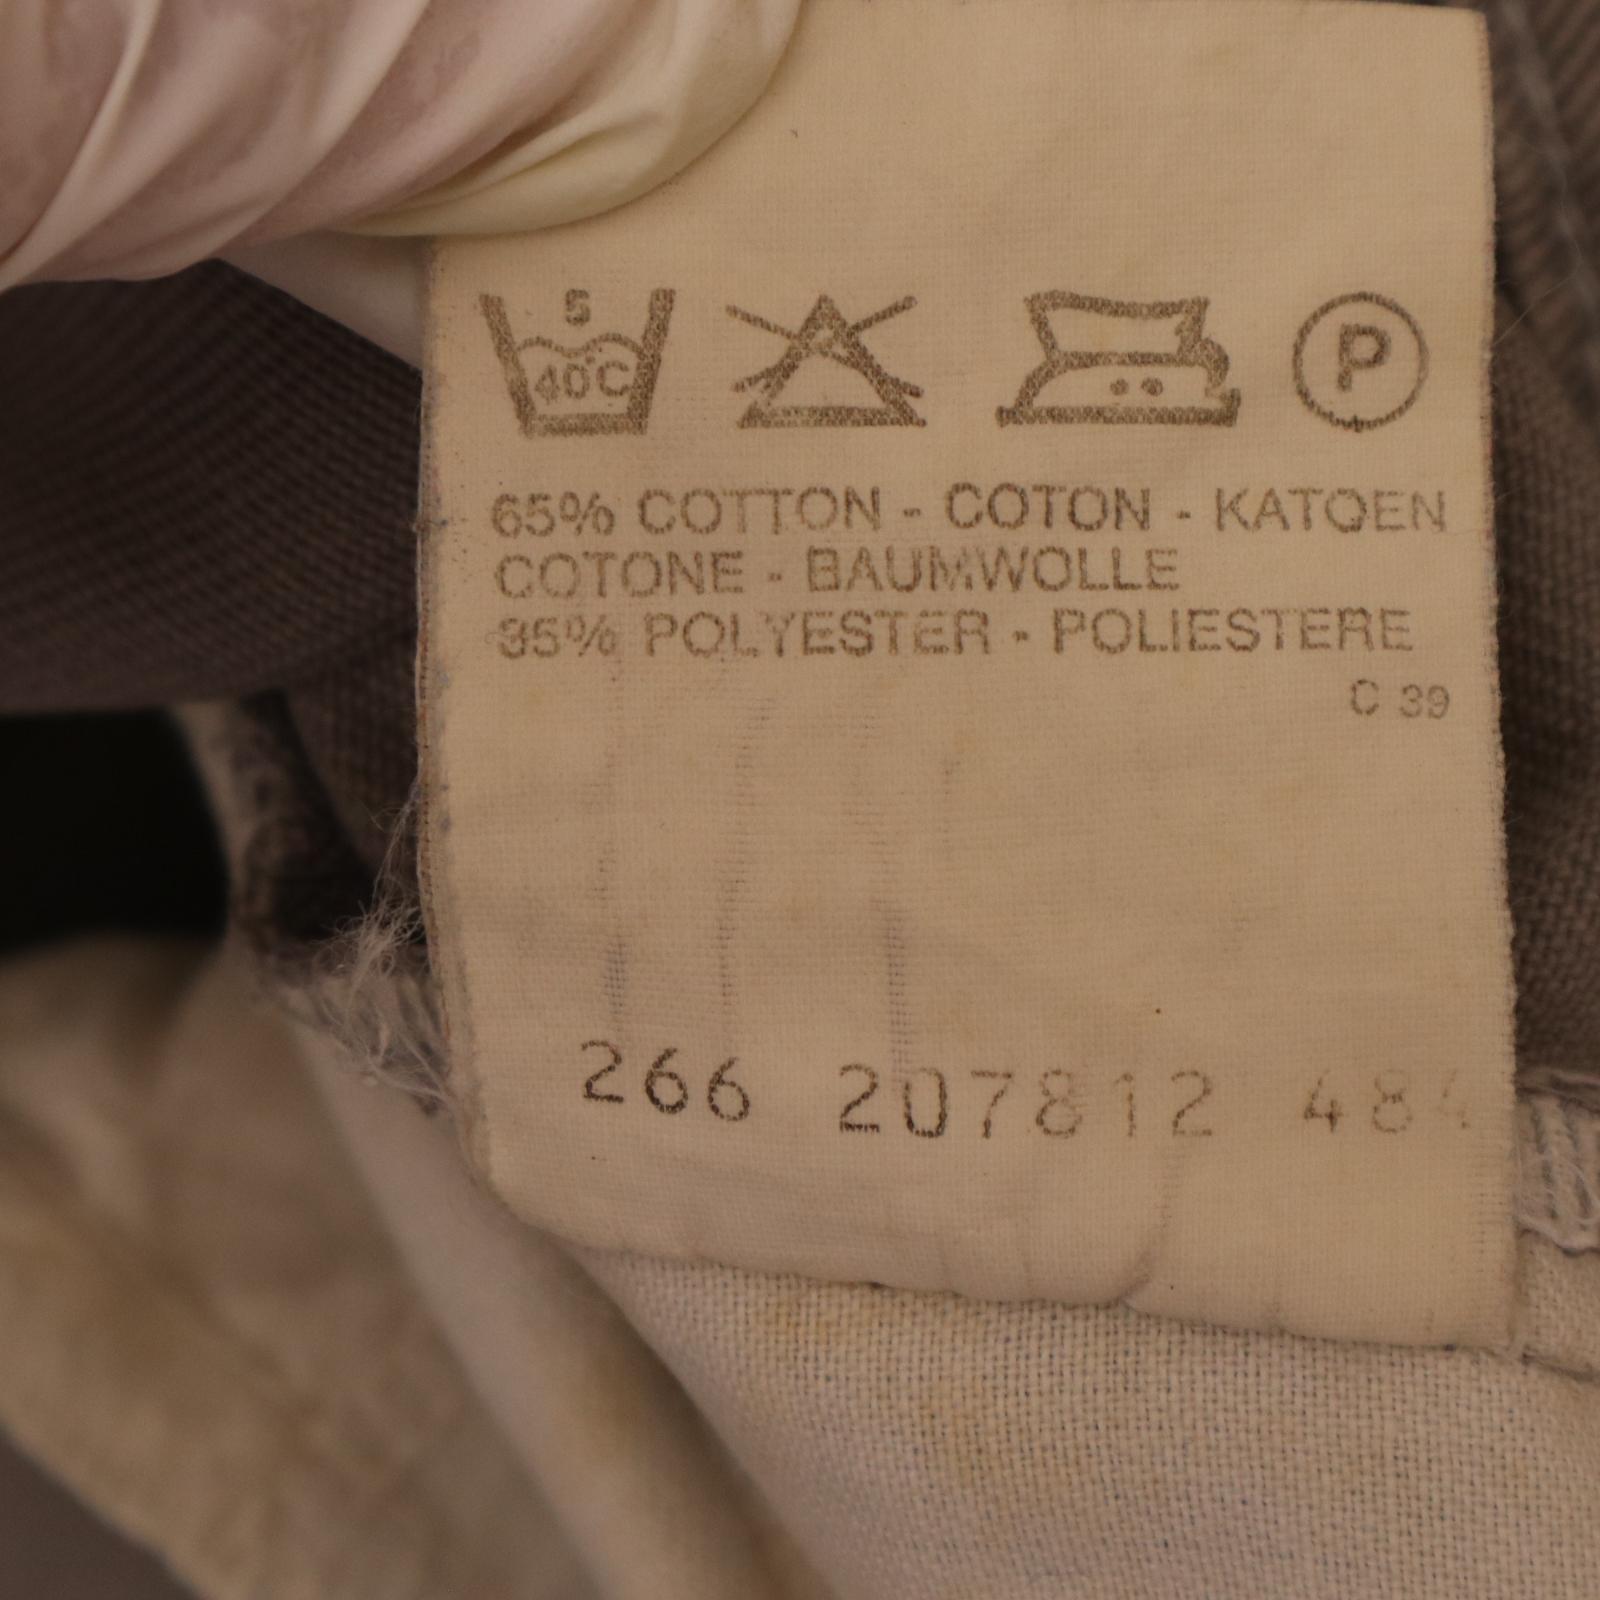 5
40°C
P
65% COTTON - COTON - KATOEN
COTONE - BAUMWOLLE
35% POLYESTER - POLIESTERE
C 39
266 207812